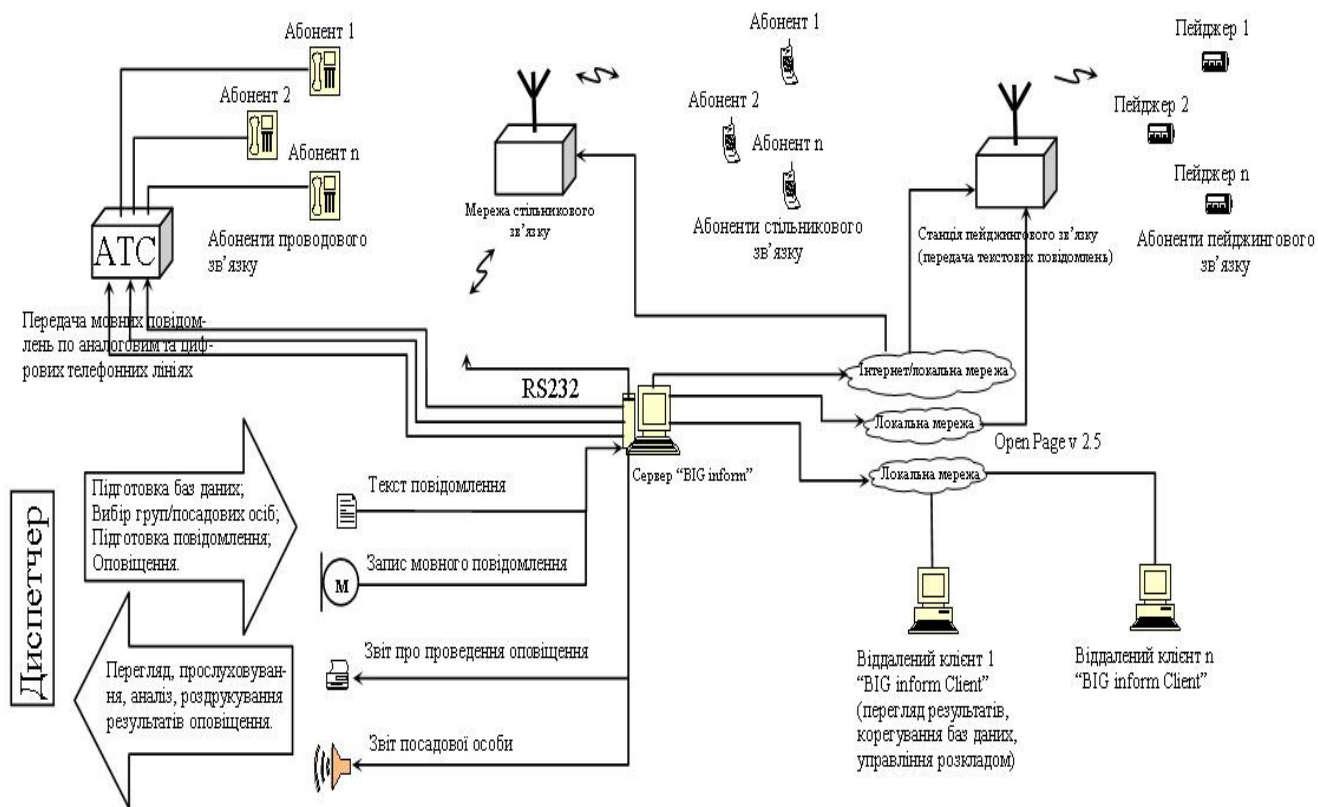 Абонент 1
Абонент 2
Абонент n
АТС
Абоненти проводового
зв’язку
Передача мовних повідом-
лень по аналоговим та циф-
рових телефонних лініях
Мережа стільникового
зв’язку
Абонент 1
Абонент 2
Абонент n
Абоненти стільникового
зв’язку
Пейджер 1
Пейджер 2
Пейджер n
Станція пейджингового зв’язку
(передача текстових повідомлень)
Абоненти пейджингового
зв’язку
RS232
Інтернет/локальна мережа
Локальна мережа
Open Page v 2.5
Локальна мережа
Сервер “BIG inform”
Диспетчер
Підготовка баз даних;
Вибір груп/посадових осіб;
Підготовка повідомлення;
Оповіщення.
Текст повідомлення
Запис мовного повідомлення
М
Перегляд, прослуховуван-
ня, аналіз, роздрукування
результатів оповіщення.
Звіт про проведення оповіщення
Звіт посадової особи
Віддалений клієнт 1
“BIG inform Client”
(перегляд результатів,
корегування баз даних,
управління розкладом)
Віддалений клієнт n
“BIG inform Client”